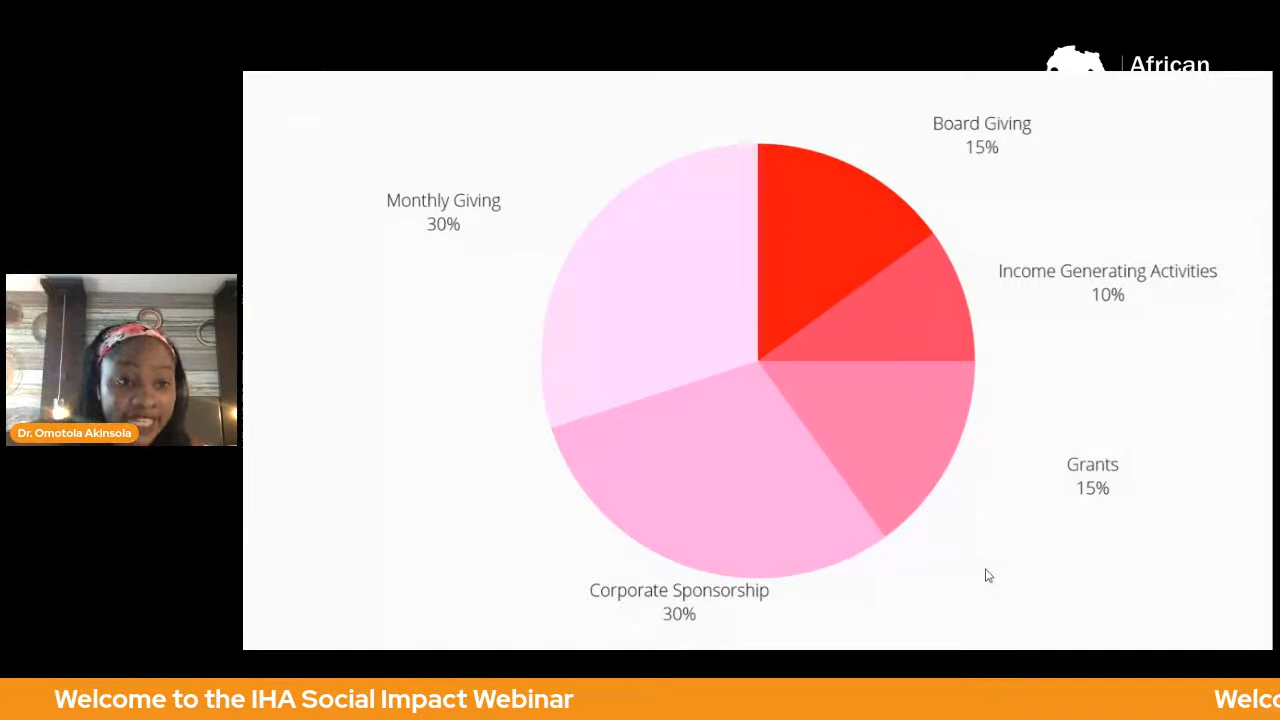 African
Board Giving
15%
Monthly Giving
30%
Income Generating Activities
10%
Grants
15%
Corporate Sponsorship
30%
Dr. Omotola Akinsola
Welcome to the IHA Social Impact Webinar
Welco